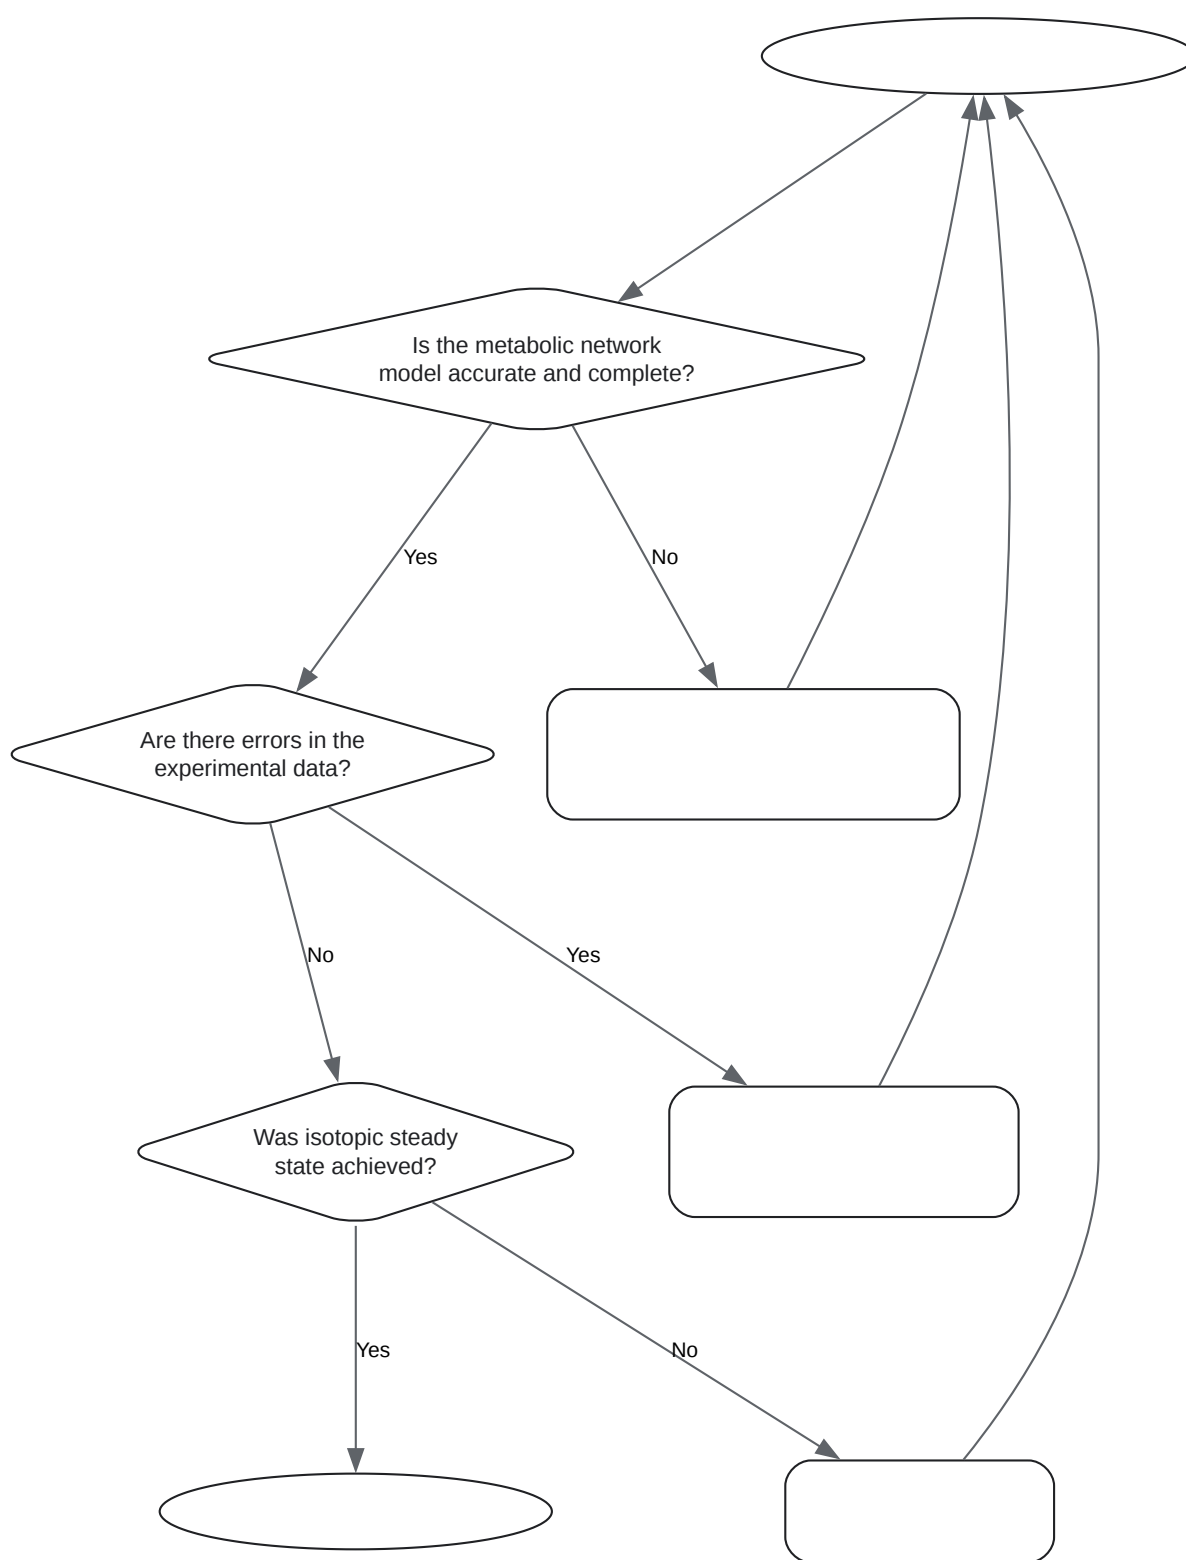 Is the metabolic network
model accurate and complete?
Yes
No
Are there errors in the
experimental data?
No
Yes
Was isotopic steady
state achieved?
Yes
No